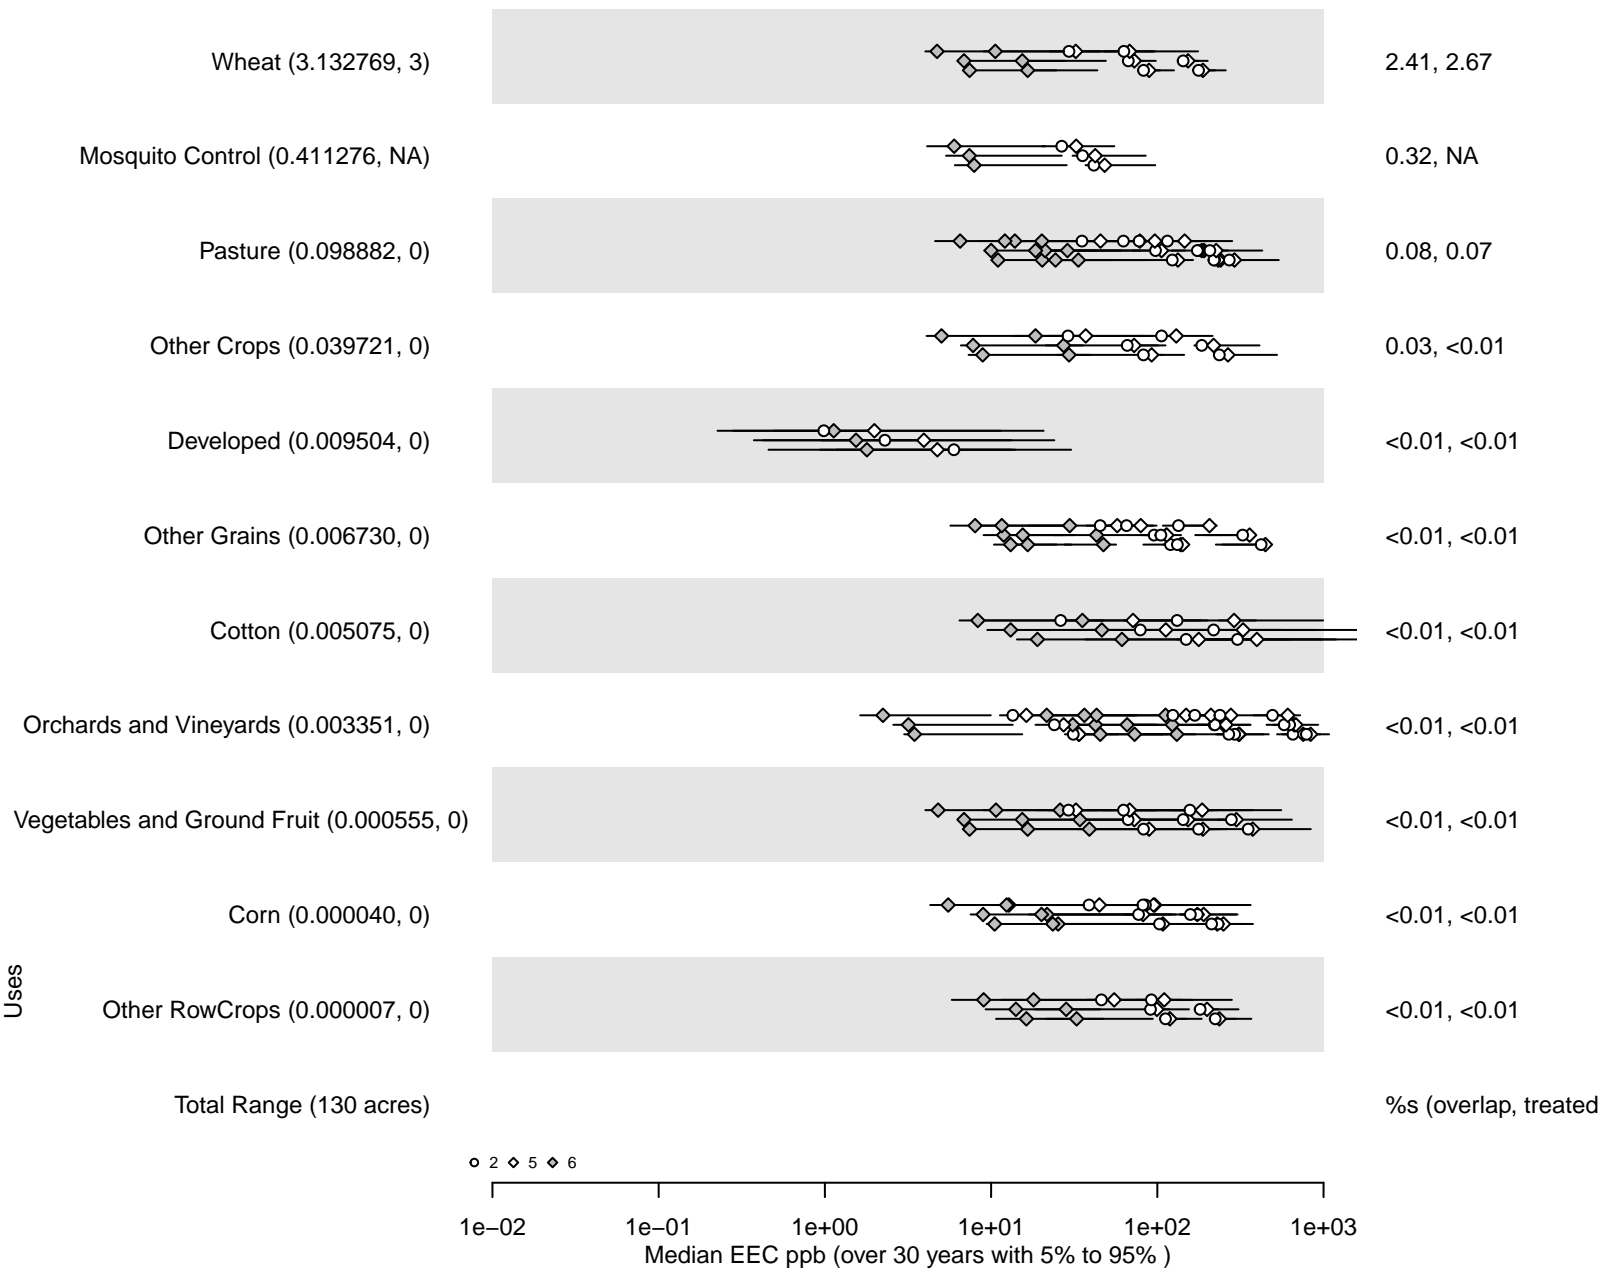 Wheat (3.132769, 3) 2.41, 2.67
Mosquito Control (0.411276, NA) 0.32, NA
Pasture (0.098882, 0) 0.08, 0.07
Other Crops (0.039721, 0) 0.03, <0.01
Developed (0.009504, 0) <0.01, <0.01
Other Grains (0.006730, 0) <0.01, <0.01
Cotton (0.005075, 0) <0.01, <0.01
Orchards and Vineyards (0.003351, 0) <0.01, <0.01
Vegetables and Ground Fruit (0.000555, 0) <0.01, <0.01
Corn (0.000040, 0) <0.01, <0.01
Uses
Other RowCrops (0.000007, 0) <0.01, <0.01
Total Range (130 acres) %s (overlap, treated
2 5 6
1e−02 1e−01 1e+00 1e+01 1e+02 1e+03
Median EEC ppb (over 30 years with 5% to 95% )